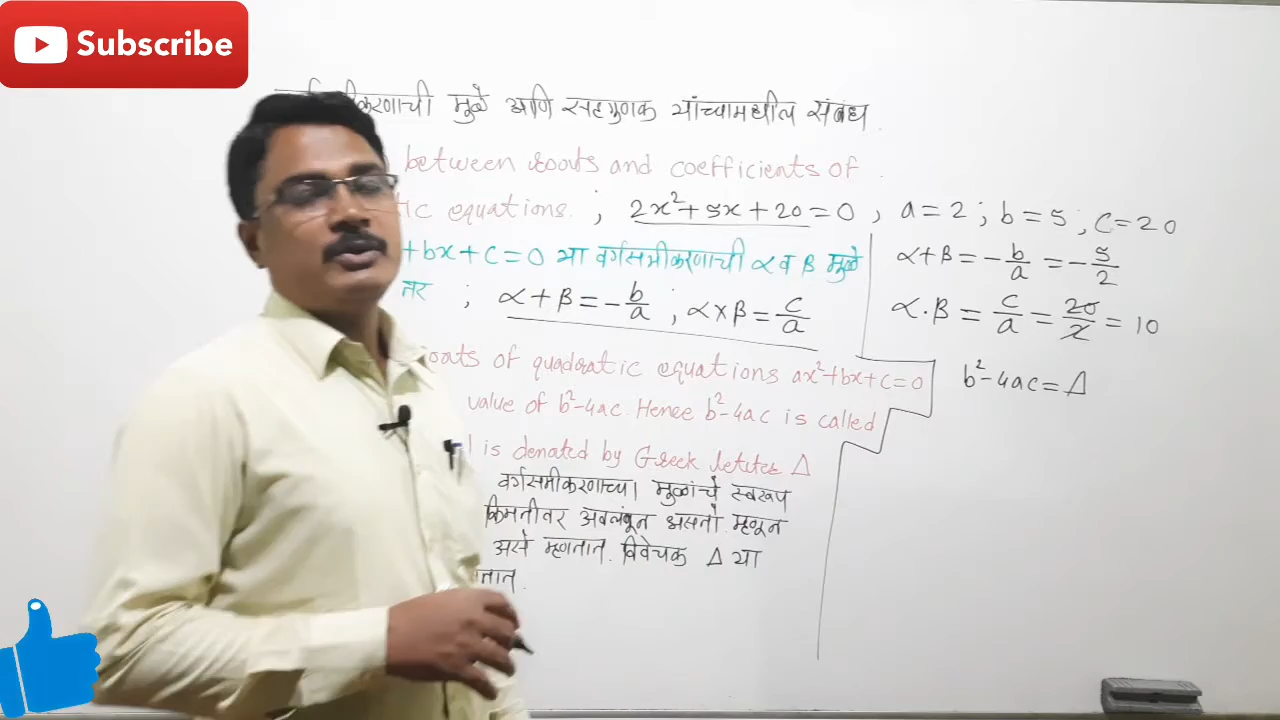 Subscribe
मुळे आणि सहगुणक यांच्यामधील संबंध
between roots and coefficients of
equations. ; 2x²+5x+20=0 , a=2 ; b=5 ; c=20
+bx+c=0 या वर्गसमीकरणाची α व β मुळे
तर ; α+β=-b/a ; α×β=c/a
α+β=-b/a=-5/2
α.β=c/a=20/2=10
of quadratic equations ax²+bx+c=0
value of b²-4ac. Hence b²-4ac is called
is denoted by Greek letter Δ
b²-4ac=Δ
वर्गसमीकरणाच्या मुळांचे स्वरूप
किमतीवर अवलंबून असते म्हणून
असे म्हणतात. विवेचक Δ या